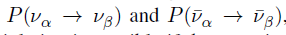 P(ν_α → ν_β) and P(ν̄_α → ν̄_β),